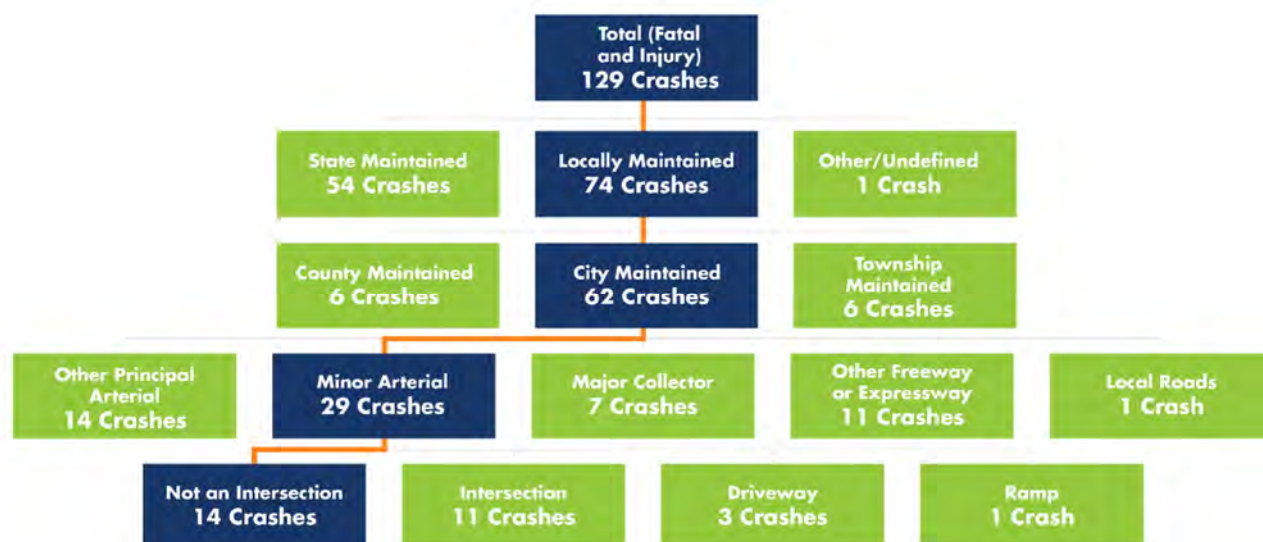 Total (Fatal
and Injury)
129 Crashes
State Maintained
54 Crashes
Locally Maintained
74 Crashes
Other/Undefined
1 Crash
County Maintained
6 Crashes
City Maintained
62 Crashes
Township
Maintained
6 Crashes
Other Principal
Arterial
14 Crashes
Minor Arterial
29 Crashes
Major Collector
7 Crashes
Other Freeway
or Expressway
11 Crashes
Local Roads
1 Crash
Not an Intersection
14 Crashes
Intersection
11 Crashes
Driveway
3 Crashes
Ramp
1 Crash